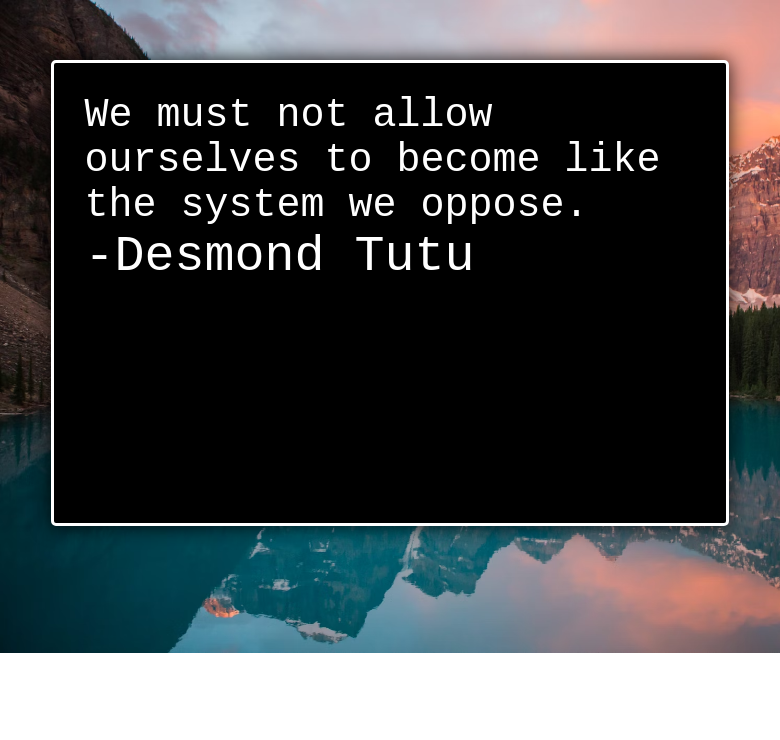 We must not allow
ourselves to become like
the system we oppose.
-Desmond Tutu